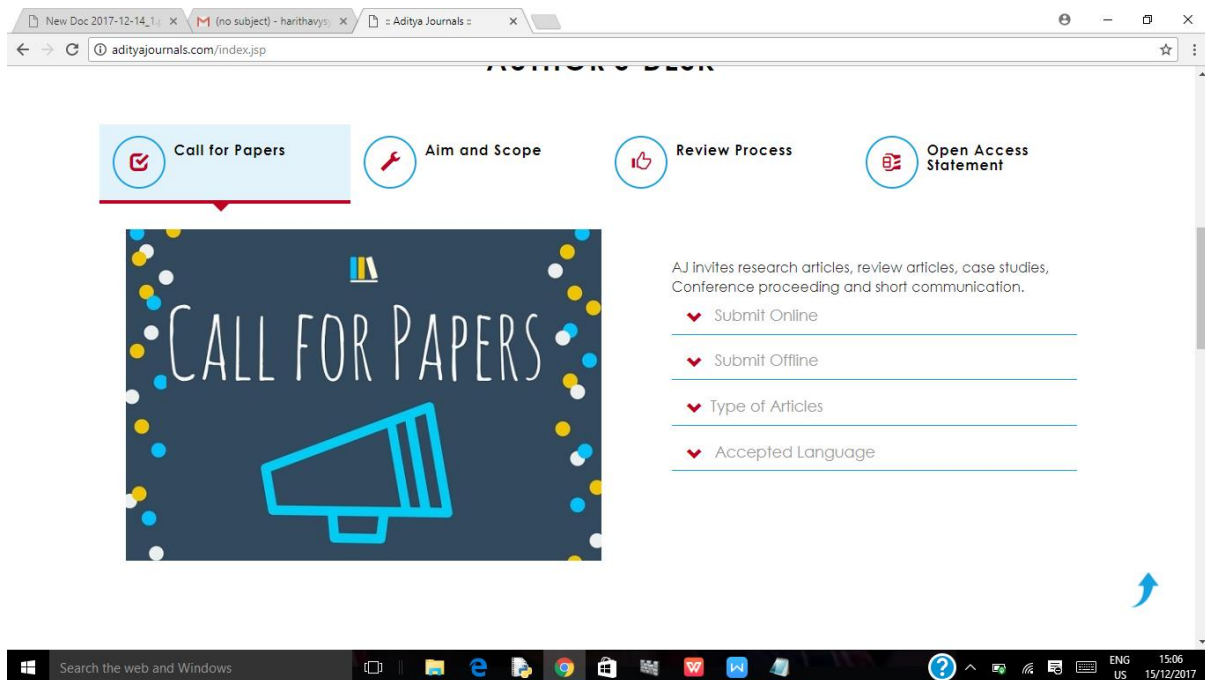 New Doc 2017-12-14_1.
(no subject) - harithavys
:: Aditya Journals ::
adityajournals.com/index.jsp
AUTHOR'S DESK
Call for Papers
Aim and Scope
Review Process
Open Access
Statement
CALL FOR PAPERS
AJ invites research articles, review articles, case studies,
Conference proceeding and short communication.
Submit Online
Submit Offline
Type of Articles
Accepted Language
Search the web and Windows
ENG 15:06
US 15/12/2017